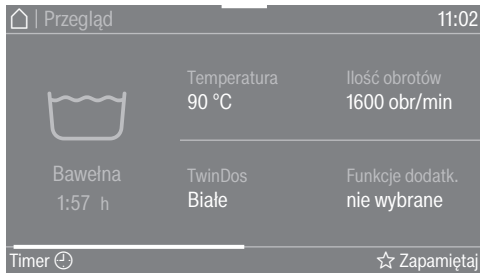 | Przegląd 11:02
Temperatura Ilość obrotów
90 °C 1600 obr/min
Bawełna TwinDos Funkcje dodatk.
1:57 h Białe nie wybrane
Timer Zapamiętaj